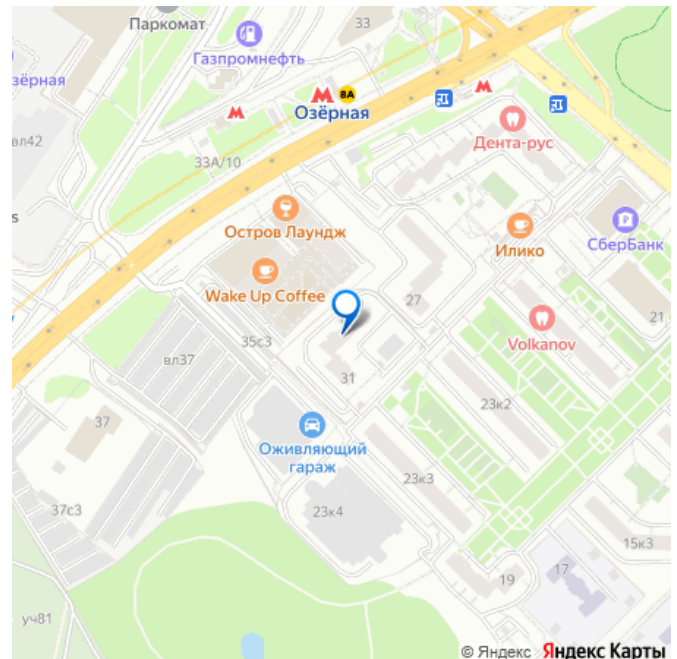 Паркомат
33
Газпромнефть
зёрная
8А
Озёрная
вл42
Дента-рус
33А/10
s
Остров Лаундж
Илико
СберБанк
Wake Up Coffee
27
21
35с3
Volkanov
вл37
31
23к2
37
Оживляющий
гараж
23к3
37с3
23к4
15к3
19
17
уч81
© Яндекс Яндекс Карты